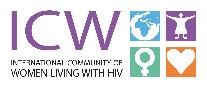 ICW
INTERNATIONAL COMMUNITY OF
WOMEN LIVING WITH HIV